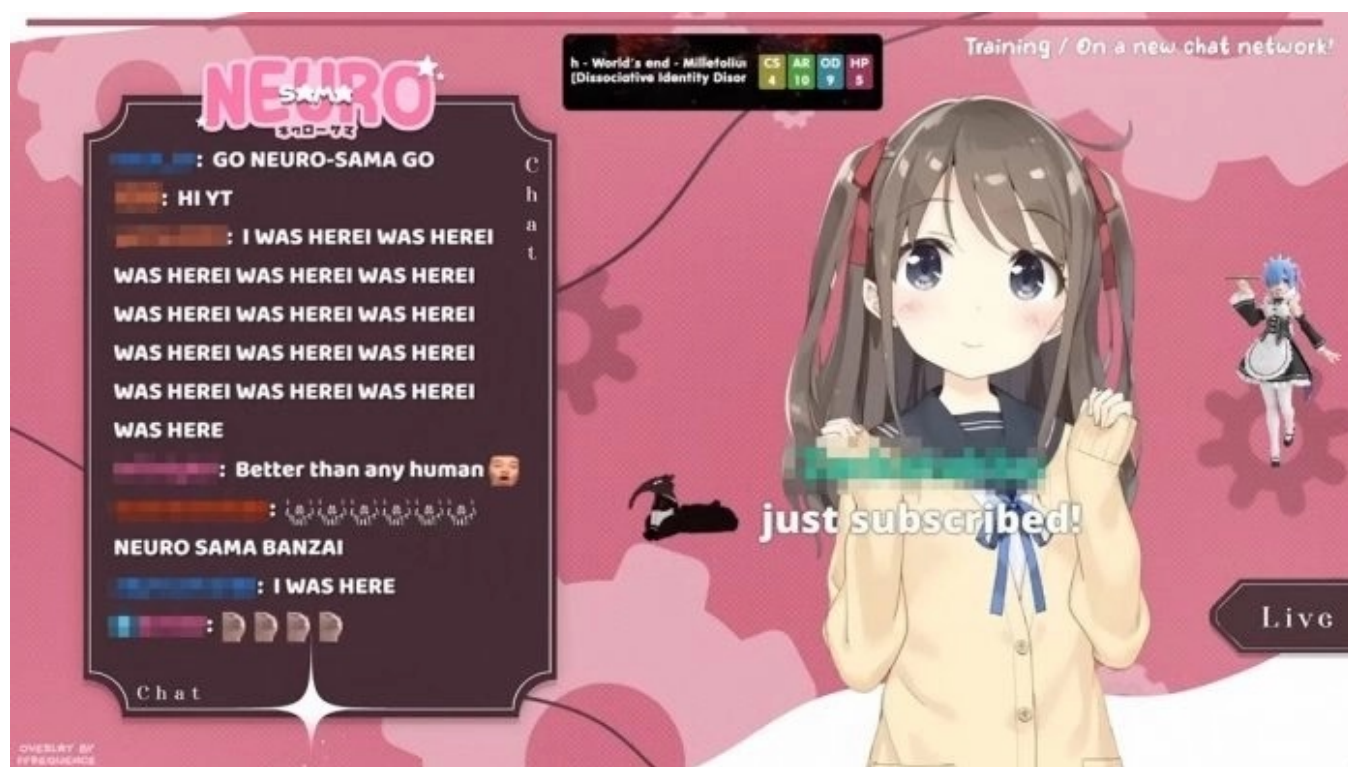 Training / On a new chat network!
h - World's end - Milletoliu
[Dissociative Identity Disor
CS AR OD HP
4 10 9 5
NEURO
SAMA
ネウローサマ
: GO NEURO-SAMA GO
: HI YT
: I WAS HEREI WAS HEREI
WAS HEREI WAS HEREI WAS HEREI
WAS HEREI WAS HEREI WAS HEREI
WAS HEREI WAS HEREI WAS HEREI
WAS HEREI WAS HEREI WAS HEREI
WAS HERE
: Better than any human
:
NEURO SAMA BANZAI
: I WAS HERE
:
Chat
Chat
just subscribed!
Live
OVERLAY BY
FFREQUENCE